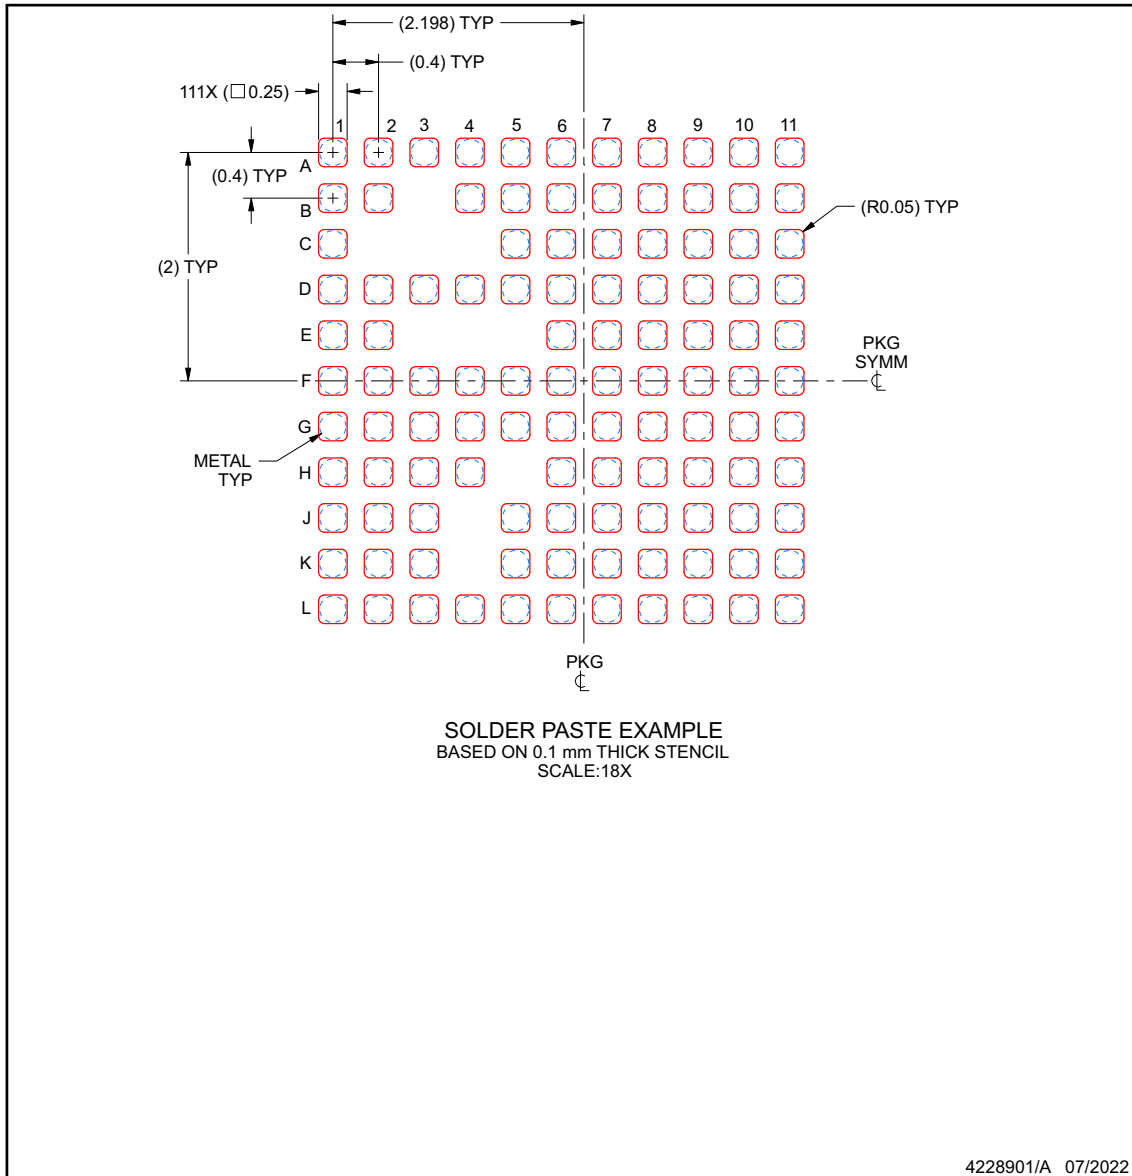 (2.198) TYP
(0.4) TYP
111X (□0.25)
1 2 3 4 5 6 7 8 9 10 11
A
(0.4) TYP
B
(R0.05) TYP
C
(2) TYP
D
E
PKG
SYMM
℄
F
G
METAL
TYP
H
J
K
L
PKG
℄
SOLDER PASTE EXAMPLE
BASED ON 0.1 mm THICK STENCIL
SCALE:18X
4228901/A 07/2022